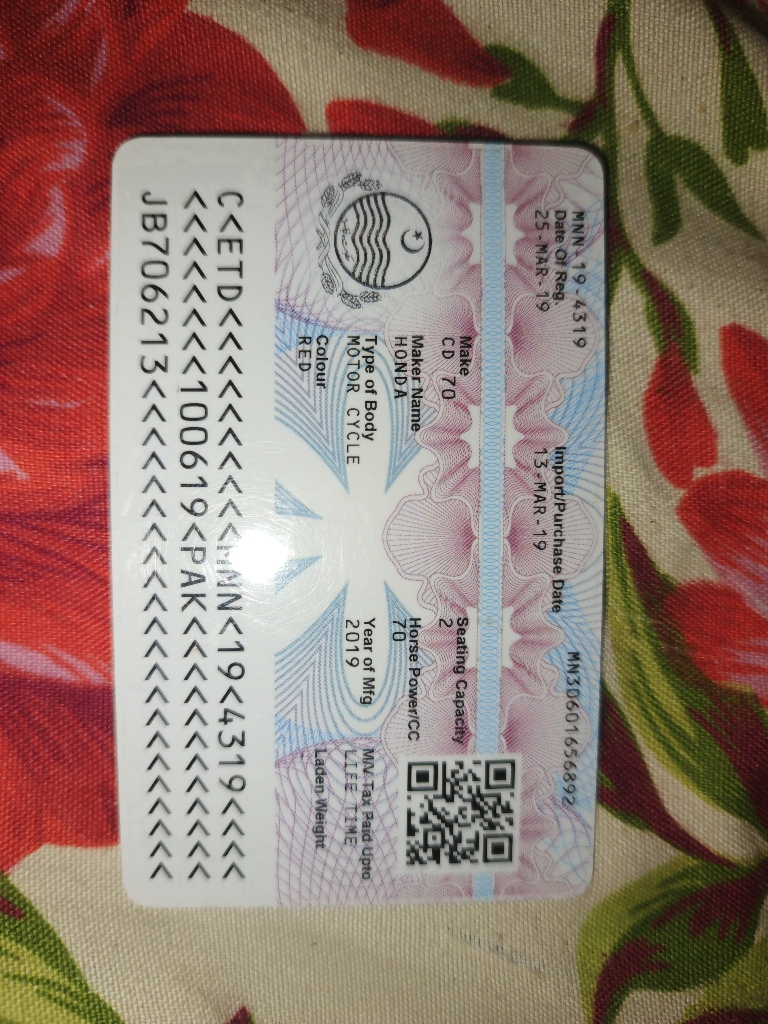 MNN-19-4319
MN30601656892
Date Of Reg.
Import/Purchase Date
25-MAR-19
13-MAR-19
Make
Seating Capacity
CD 70
2
Maker Name
Horse Power/CC
HONDA
70
Type of Body
Year of Mfg
M/V Tax Paid Upto
MOTOR CYCLE
2019
LIFE TIME
Colour
Laden Weight
RED
C<ETD<<<<<<<<<<MNN<19<4319<<<<
<<<<<<<<100619<PAK<<<<<<<<<<<<
JB706213<<<<<<<<<<<<<<<<<<<<<<